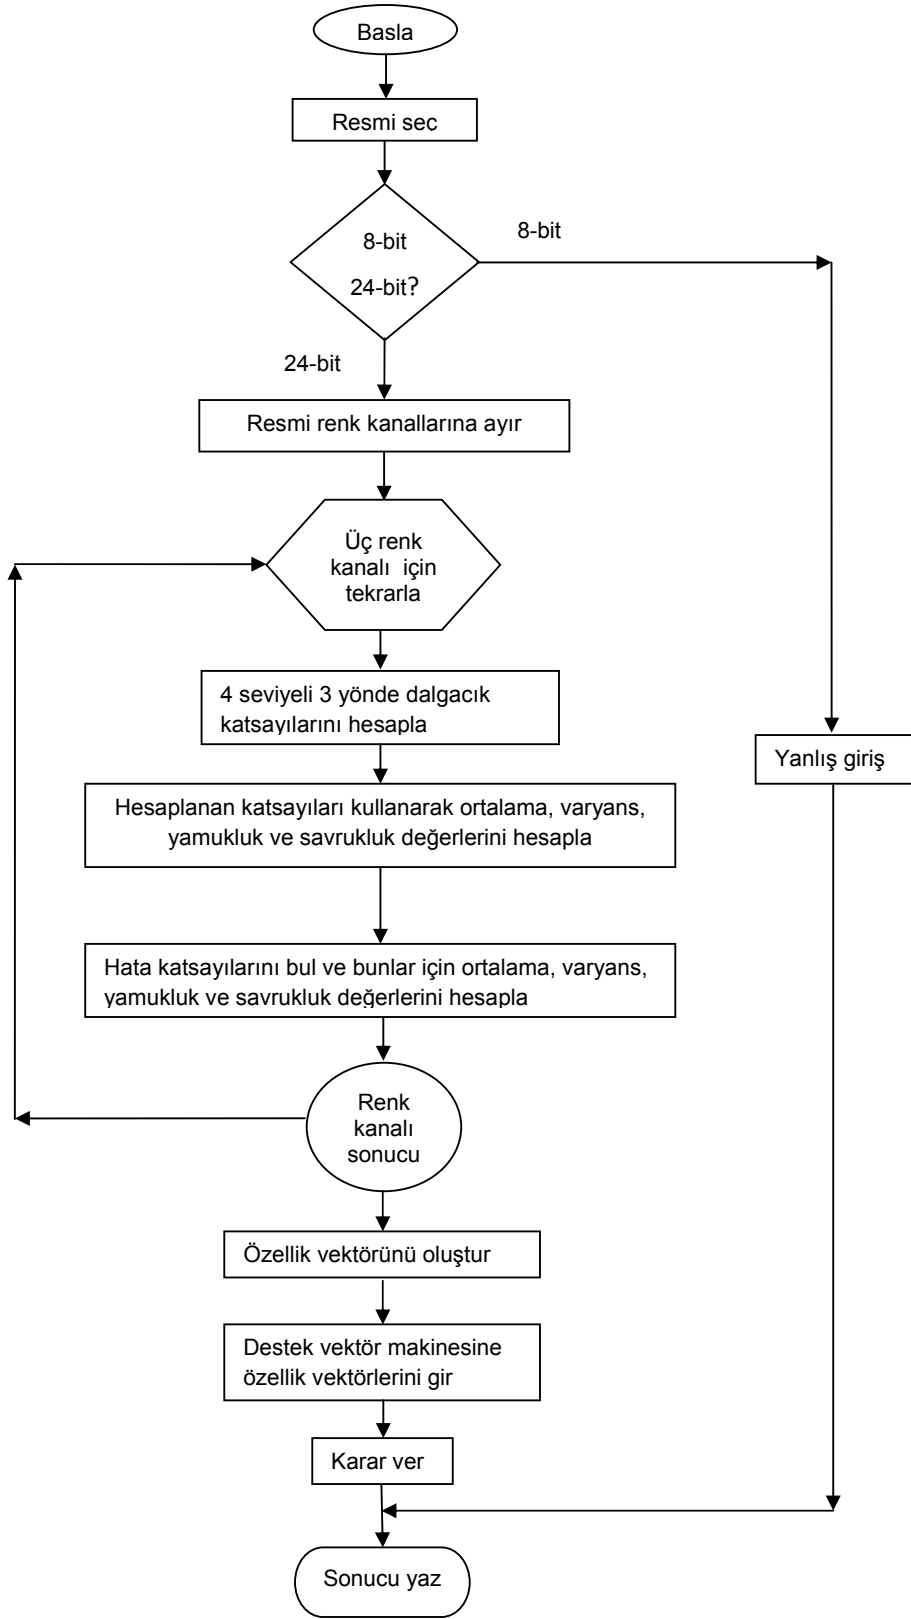 Basla
Resmi sec
8-bit
24-bit?
8-bit
24-bit
Resmi renk kanallarına ayır
Üç renk
kanalı için
tekrarla
4 seviyeli 3 yönde dalgacık
katsayılarını hesapla
Yanlış giriş
Hesaplanan katsayıları kullanarak ortalama, varyans,
yamukluk ve savrukluk değerlerini hesapla
Hata katsayılarını bul ve bunlar için ortalama, varyans,
yamukluk ve savrukluk değerlerini hesapla
Renk
kanalı
sonucu
Özellik vektörünü oluştur
Destek vektör makinesine
özellik vektörlerini gir
Karar ver
Sonucu yaz